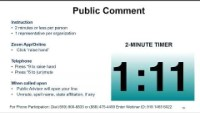 Public Comment
Instruction
• 2 minutes or less per person
• 1 representative per organization
Zoom App/Online
• Click "raise hand"
Telephone
• Press *9 to raise hand
• Press *6 to (un)mute
When called upon
• Public Advisor will open your line
• Unmute, spell name, state affiliation, if any
2-MINUTE TIMER
1:11
For Phone Participation: Dial (669) 900-6833 or (888) 475-4499 Enter Webinar ID: